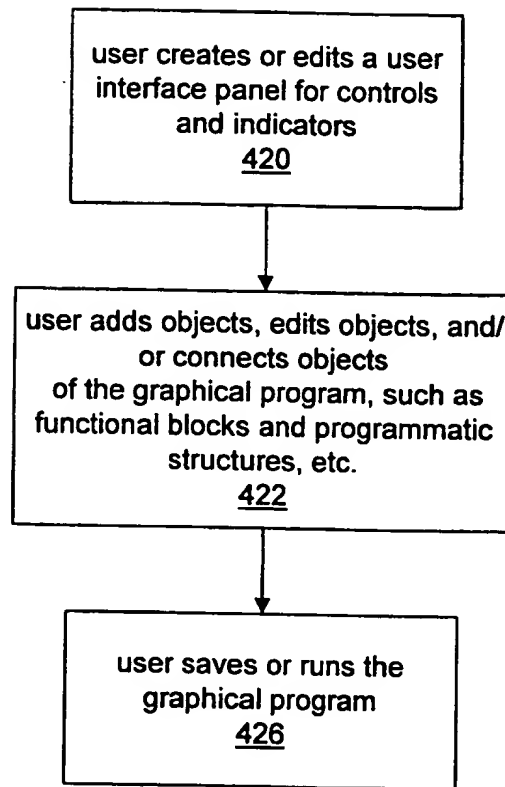 user creates or edits a user
interface panel for controls
and indicators
420
user adds objects, edits objects, and/
or connects objects
of the graphical program, such as
functional blocks and programmatic
structures, etc.
422
user saves or runs the
graphical program
426